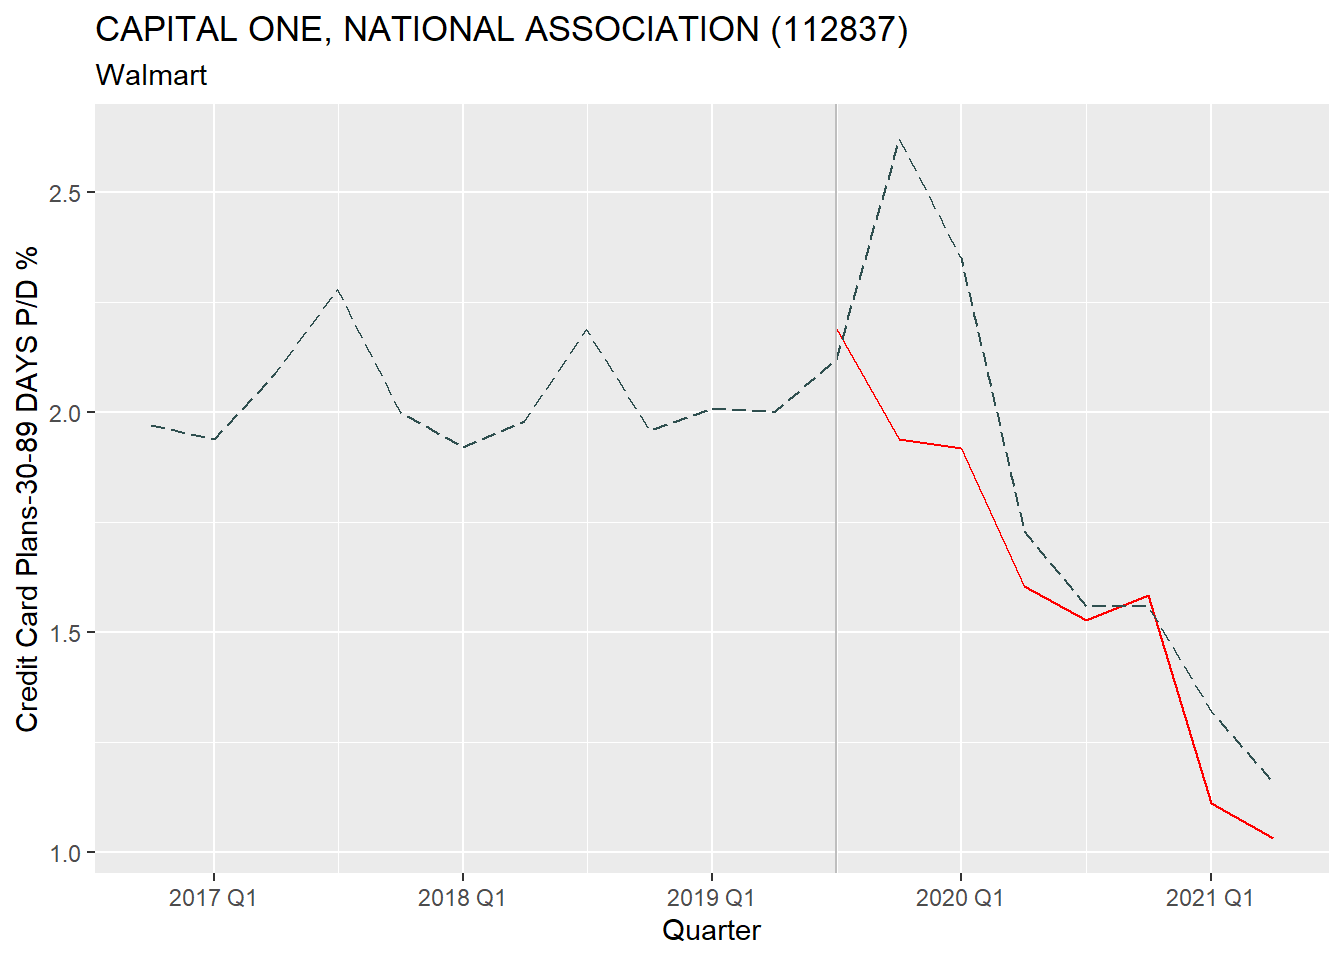 CAPITAL ONE, NATIONAL ASSOCIATION (112837)
Walmart
Credit Card Plans-30-89 DAYS P/D %
2.5
2.0
1.5
1.0
2017 Q1
2018 Q1
2019 Q1
2020 Q1
2021 Q1
Quarter